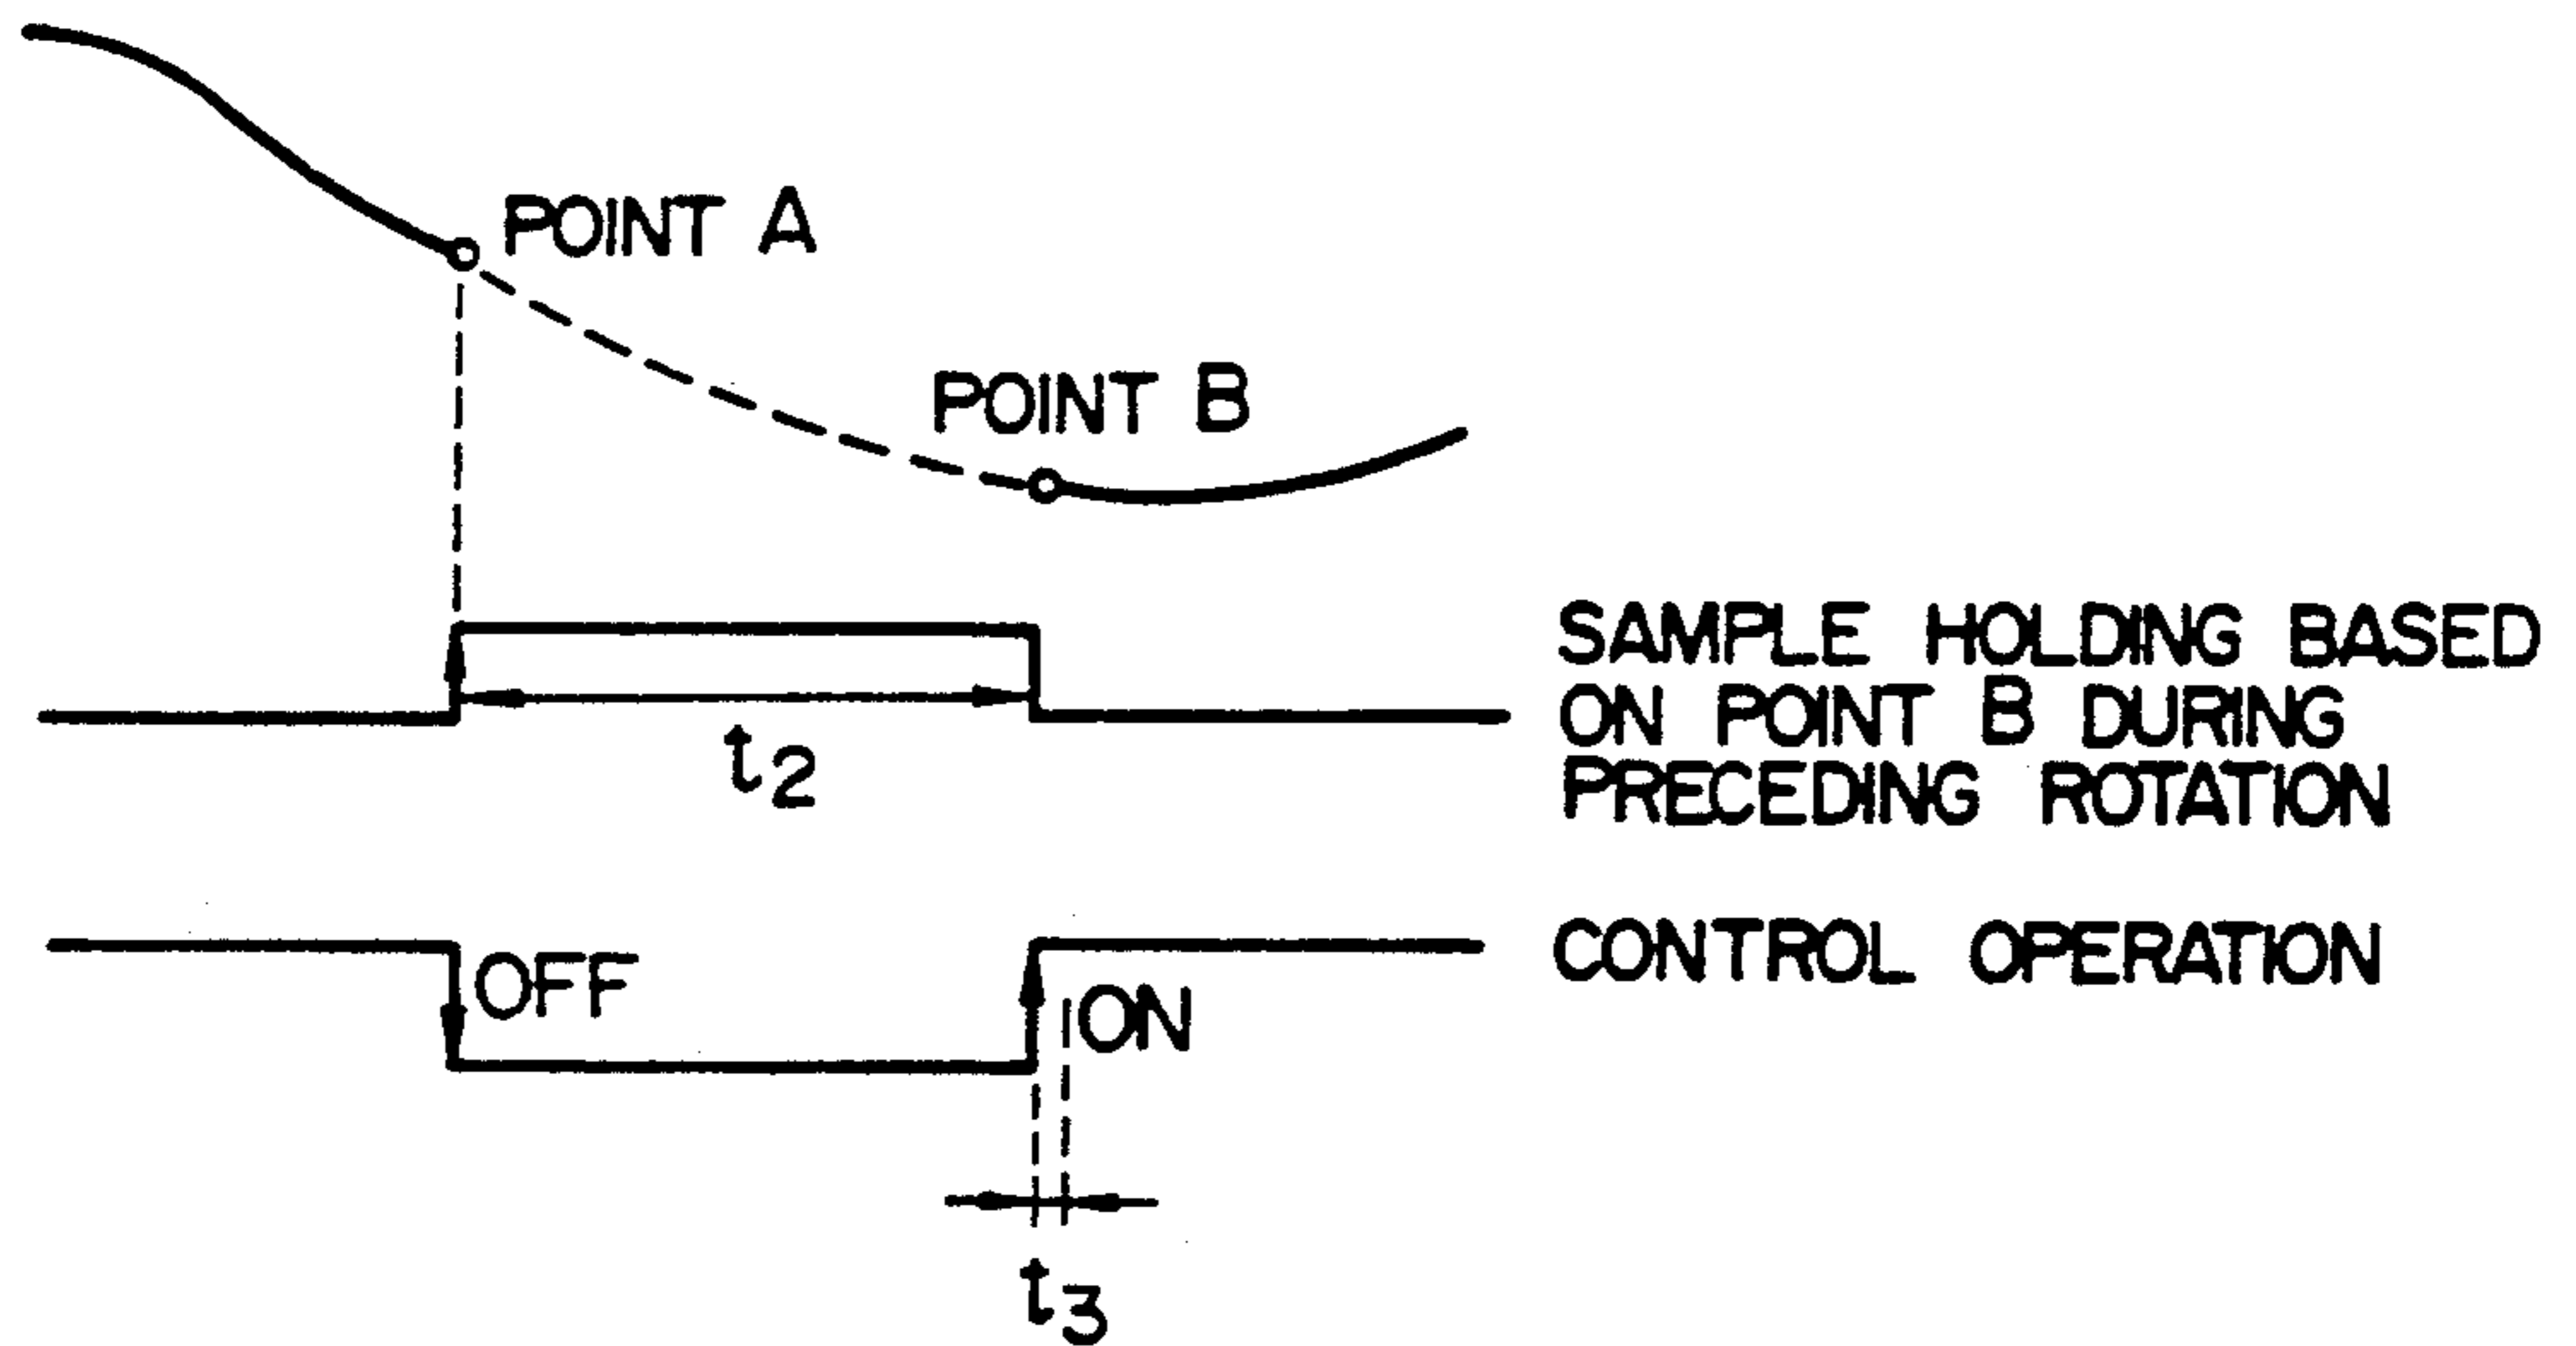 POINT A
POINT B
SAMPLE HOLDING BASED
ON POINT B DURING
PRECEDING ROTATION
t2
OFF
ON
CONTROL OPERATION
t3